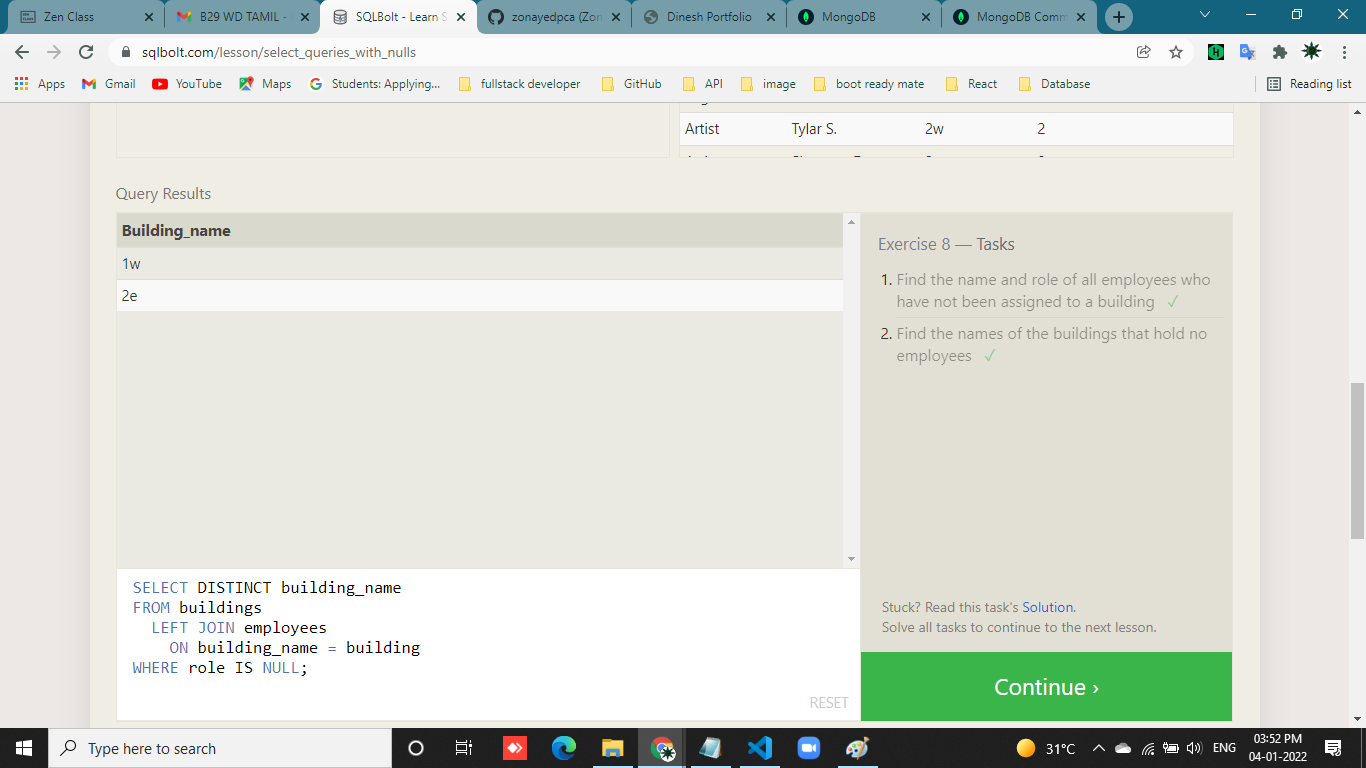 Zen Class
B29 WD TAMIL -
SQLBolt - Learn S
zonayedpca (Zon
Dinesh Portfolio
MongoDB
MongoDB Comm
sqlbolt.com/lesson/select_queries_with_nulls
Apps Gmail YouTube Maps Students: Applying... fullstack developer GitHub API image boot ready mate React Database Reading list
Artist Tylar S. 2w 2
Query Results
Building_name
1w
2e
Exercise 8 — Tasks
1. Find the name and role of all employees who
have not been assigned to a building ✓
2. Find the names of the buildings that hold no
employees ✓
SELECT DISTINCT building_name
FROM buildings
LEFT JOIN employees
ON building_name = building
WHERE role IS NULL;
RESET
Stuck? Read this task's Solution.
Solve all tasks to continue to the next lesson.
Continue ›
Type here to search
31°C
ENG
03:52 PM
04-01-2022